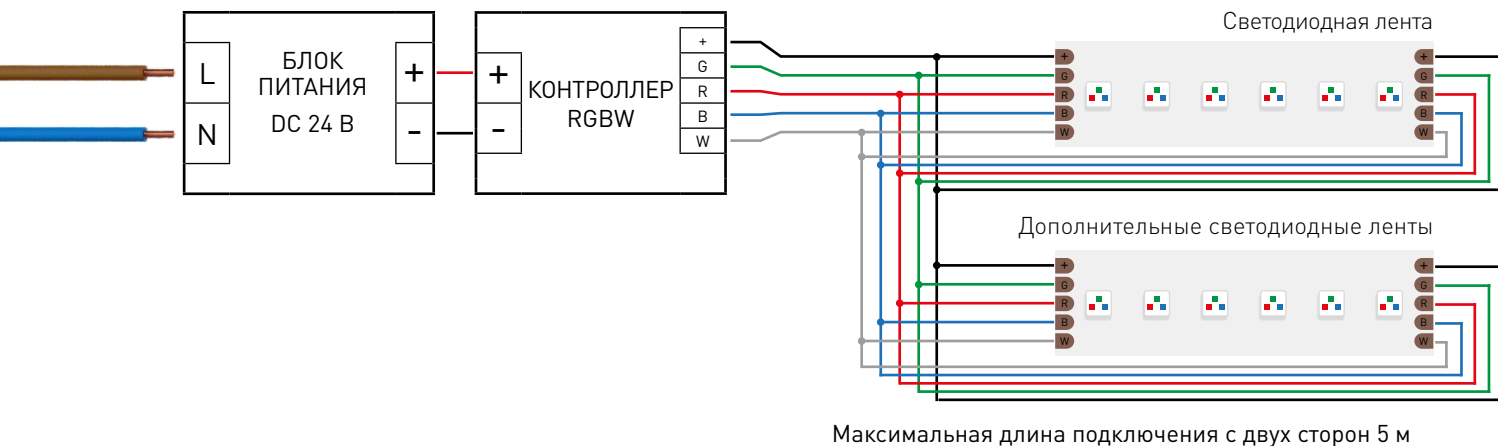 L
N
БЛОК
ПИТАНИЯ
DC 24 В
+
-
+
-
КОНТРОЛЛЕР
RGBW
+
G
R
B
W
Светодиодная лента
+
G
R
B
W
+
G
R
B
W
Дополнительные светодиодные ленты
+
G
R
B
W
+
G
R
B
W
Максимальная длина подключения с двух сторон 5 м